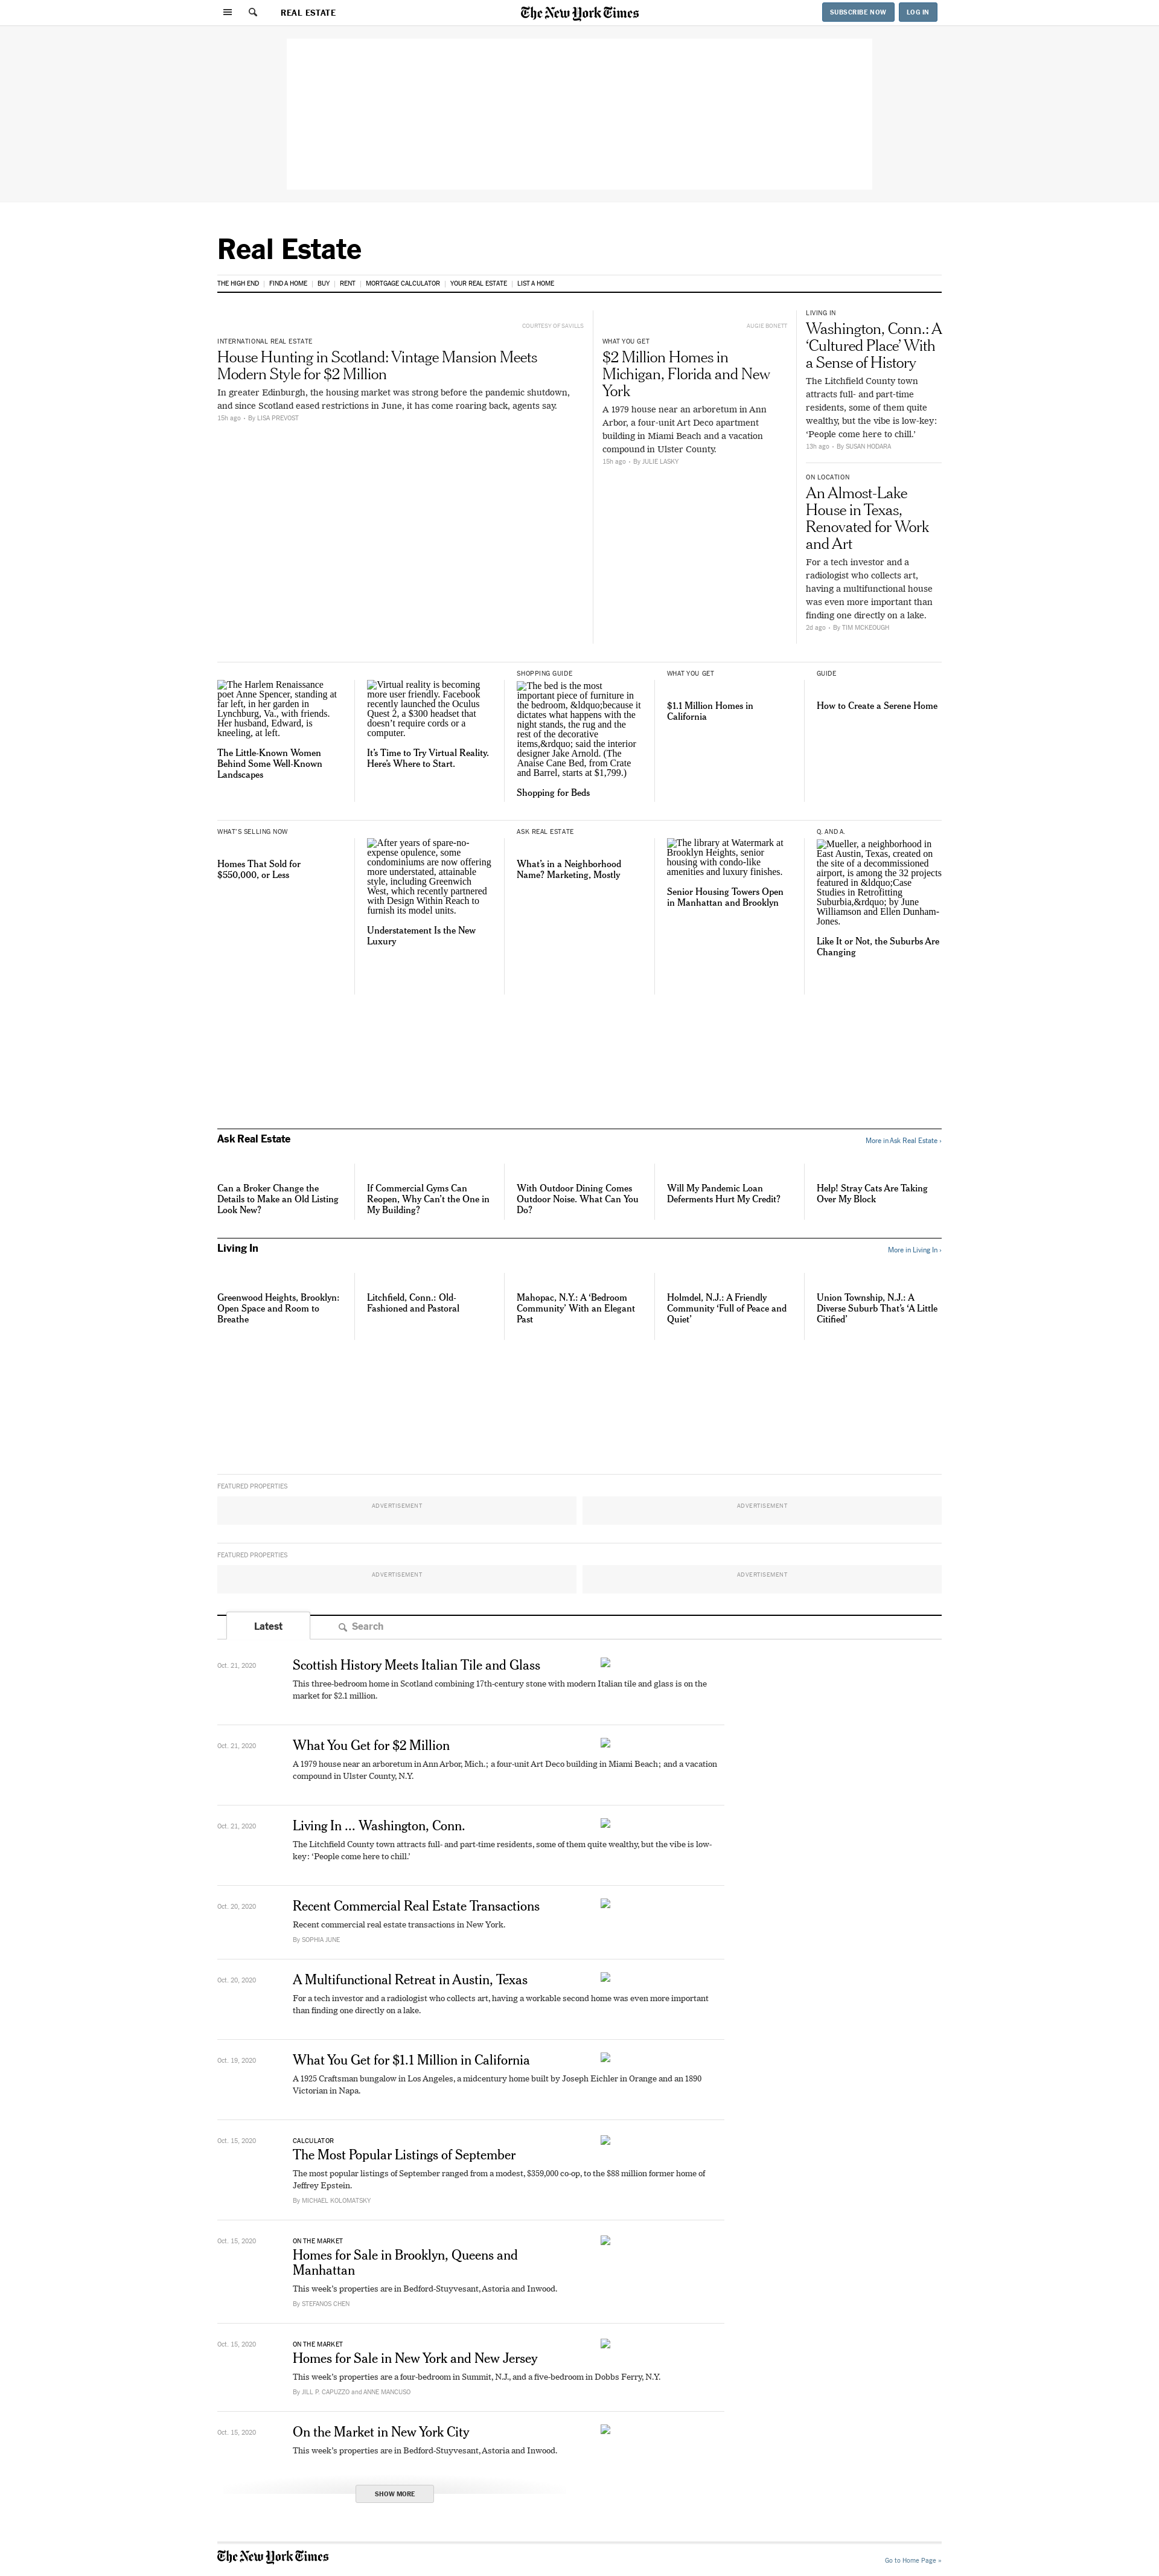 REAL ESTATE
The New York Times
SUBSCRIBE NOW
LOG IN
Real Estate
THE HIGH END
FIND A HOME
BUY
RENT
MORTGAGE CALCULATOR
YOUR REAL ESTATE
LIST A HOME
COURTESY OF SAVILLS
INTERNATIONAL REAL ESTATE
House Hunting in Scotland: Vintage Mansion Meets
Modern Style for $2 Million
In greater Edinburgh, the housing market was strong before the pandemic shutdown,
and since Scotland eased restrictions in June, it has come roaring back, agents say.
15h ago • By LISA PREVOST
AUGIE BONETT
WHAT YOU GET
$2 Million Homes in
Michigan, Florida and New
York
A 1979 house near an arboretum in Ann
Arbor, a four-unit Art Deco apartment
building in Miami Beach and a vacation
compound in Ulster County.
15h ago • By JULIE LASKY
LIVING IN
Washington, Conn.: A
‘Cultured Place’ With
a Sense of History
The Litchfield County town
attracts full- and part-time
residents, some of them quite
wealthy, but the vibe is low-key:
‘People come here to chill.’
19h ago • By SUSAN HODARA
ON LOCATION
An Almost-Lake
House in Texas,
Renovated for Work
and Art
For a tech investor and a
radiologist who collects art,
having a multifunctional house
was even more important than
finding one directly on a lake.
2d ago • By TIM MCKEOUGH
The Harlem Renaissance
poet Anne Spencer, standing at
far left, in her garden in
Lynchburg, Va., with friends.
Her husband, Edward, is
kneeling, at left.
The Little-Known Women
Behind Some Well-Known
Landscapes
Virtual reality is becoming
more user friendly. Facebook
recently launched the Oculus
Quest 2, a $300 headset that
doesn’t require cords or a
computer.
It’s Time to Try Virtual Reality.
Here’s Where to Start.
SHOPPING GUIDE
The bed is the most
important piece of furniture in
the bedroom, &ldquo;because it
dictates what happens with the
night stands, the rug and the
rest of the decorative
items,&rdquo; said the interior
designer Jake Arnold. (The
Anaise Cane Bed, from Crate
and Barrel, starts at $1,799.)
Shopping for Beds
WHAT YOU GET
$1.1 Million Homes in
California
GUIDE
How to Create a Serene Home
WHAT’S SELLING NOW
Homes That Sold for
$550,000, or Less
After years of spare-no-
expense opulence, some
condominiums are now offering
more understated, attainable
style, including Greenwich
West, which recently partnered
with Design Within Reach to
furnish its model units.
Understatement Is the New
Luxury
ASK REAL ESTATE
What’s in a Neighborhood
Name? Marketing, Mostly
The library at Watermark at
Brooklyn Heights, senior
housing with condo-like
amenities and luxury finishes.
Senior Housing Towers Open
in Manhattan and Brooklyn
Q. AND A.
Mueller, a neighborhood in
East Austin, Texas, created on
the site of a decommissioned
airport, is among the 32 projects
featured in &ldquo;Case
Studies in Retrofitting
Suburbia,&rdquo; by June
Williamson and Ellen Dunham-
Jones.
Like It or Not, the Suburbs Are
Changing
Ask Real Estate
More in Ask Real Estate ›
Can a Broker Change the
Details to Make an Old Listing
Look New?
If Commercial Gyms Can
Reopen, Why Can’t the One in
My Building?
With Outdoor Dining Comes
Outdoor Noise. What Can You
Do?
Will My Pandemic Loan
Deferments Hurt My Credit?
Help! Stray Cats Are Taking
Over My Block
Living In
More in Living In ›
Greenwood Heights, Brooklyn:
Open Space and Room to
Breathe
Litchfield, Conn.: Old-
Fashioned and Pastoral
Mahopac, N.Y.: A ‘Bedroom
Community’ With an Elegant
Past
Holmdel, N.J.: A Friendly
Community ‘Full of Peace and
Quiet’
Union Township, N.J.: A
Diverse Suburb That’s ‘A Little
Citified’
FEATURED PROPERTIES
ADVERTISEMENT
ADVERTISEMENT
FEATURED PROPERTIES
ADVERTISEMENT
ADVERTISEMENT
Latest
Search
Oct. 21, 2020
Scottish History Meets Italian Tile and Glass
This three-bedroom home in Scotland combining 17th-century stone with modern Italian tile and glass is on the
market for $2.1 million.
Oct. 21, 2020
What You Get for $2 Million
A 1979 house near an arboretum in Ann Arbor, Mich.; a four-unit Art Deco building in Miami Beach; and a vacation
compound in Ulster County, N.Y.
Oct. 21, 2020
Living In ... Washington, Conn.
The Litchfield County town attracts full- and part-time residents, some of them quite wealthy, but the vibe is low-
key: ‘People come here to chill.’
Oct. 20, 2020
Recent Commercial Real Estate Transactions
Recent commercial real estate transactions in New York.
By SOPHIA JUNE
Oct. 20, 2020
A Multifunctional Retreat in Austin, Texas
For a tech investor and a radiologist who collects art, having a workable second home was even more important
than finding one directly on a lake.
Oct. 19, 2020
What You Get for $1.1 Million in California
A 1925 Craftsman bungalow in Los Angeles, a midcentury home built by Joseph Eichler in Orange and an 1890
Victorian in Napa.
Oct. 15, 2020
CALCULATOR
The Most Popular Listings of September
The most popular listings of September ranged from a modest, $359,000 co-op, to the $88 million former home of
Jeffrey Epstein.
By MICHAEL KOLOMATSKY
Oct. 15, 2020
ON THE MARKET
Homes for Sale in Brooklyn, Queens and
Manhattan
This week’s properties are in Bedford-Stuyvesant, Astoria and Inwood.
By STEFANOS CHEN
Oct. 15, 2020
ON THE MARKET
Homes for Sale in New York and New Jersey
This week’s properties are a four-bedroom in Summit, N.J., and a five-bedroom in Dobbs Ferry, N.Y.
By JILL P. CAPUZZO and ANNE MANCUSO
Oct. 15, 2020
On the Market in New York City
This week’s properties are in Bedford-Stuyvesant, Astoria and Inwood.
SHOW MORE
The New York Times
Go to Home Page »